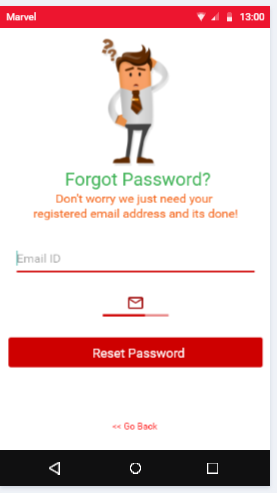 Marvel 13:00
??
Forgot Password?
Don't worry we just need your
registered email address and its done!
Email ID
Reset Password
<< Go Back